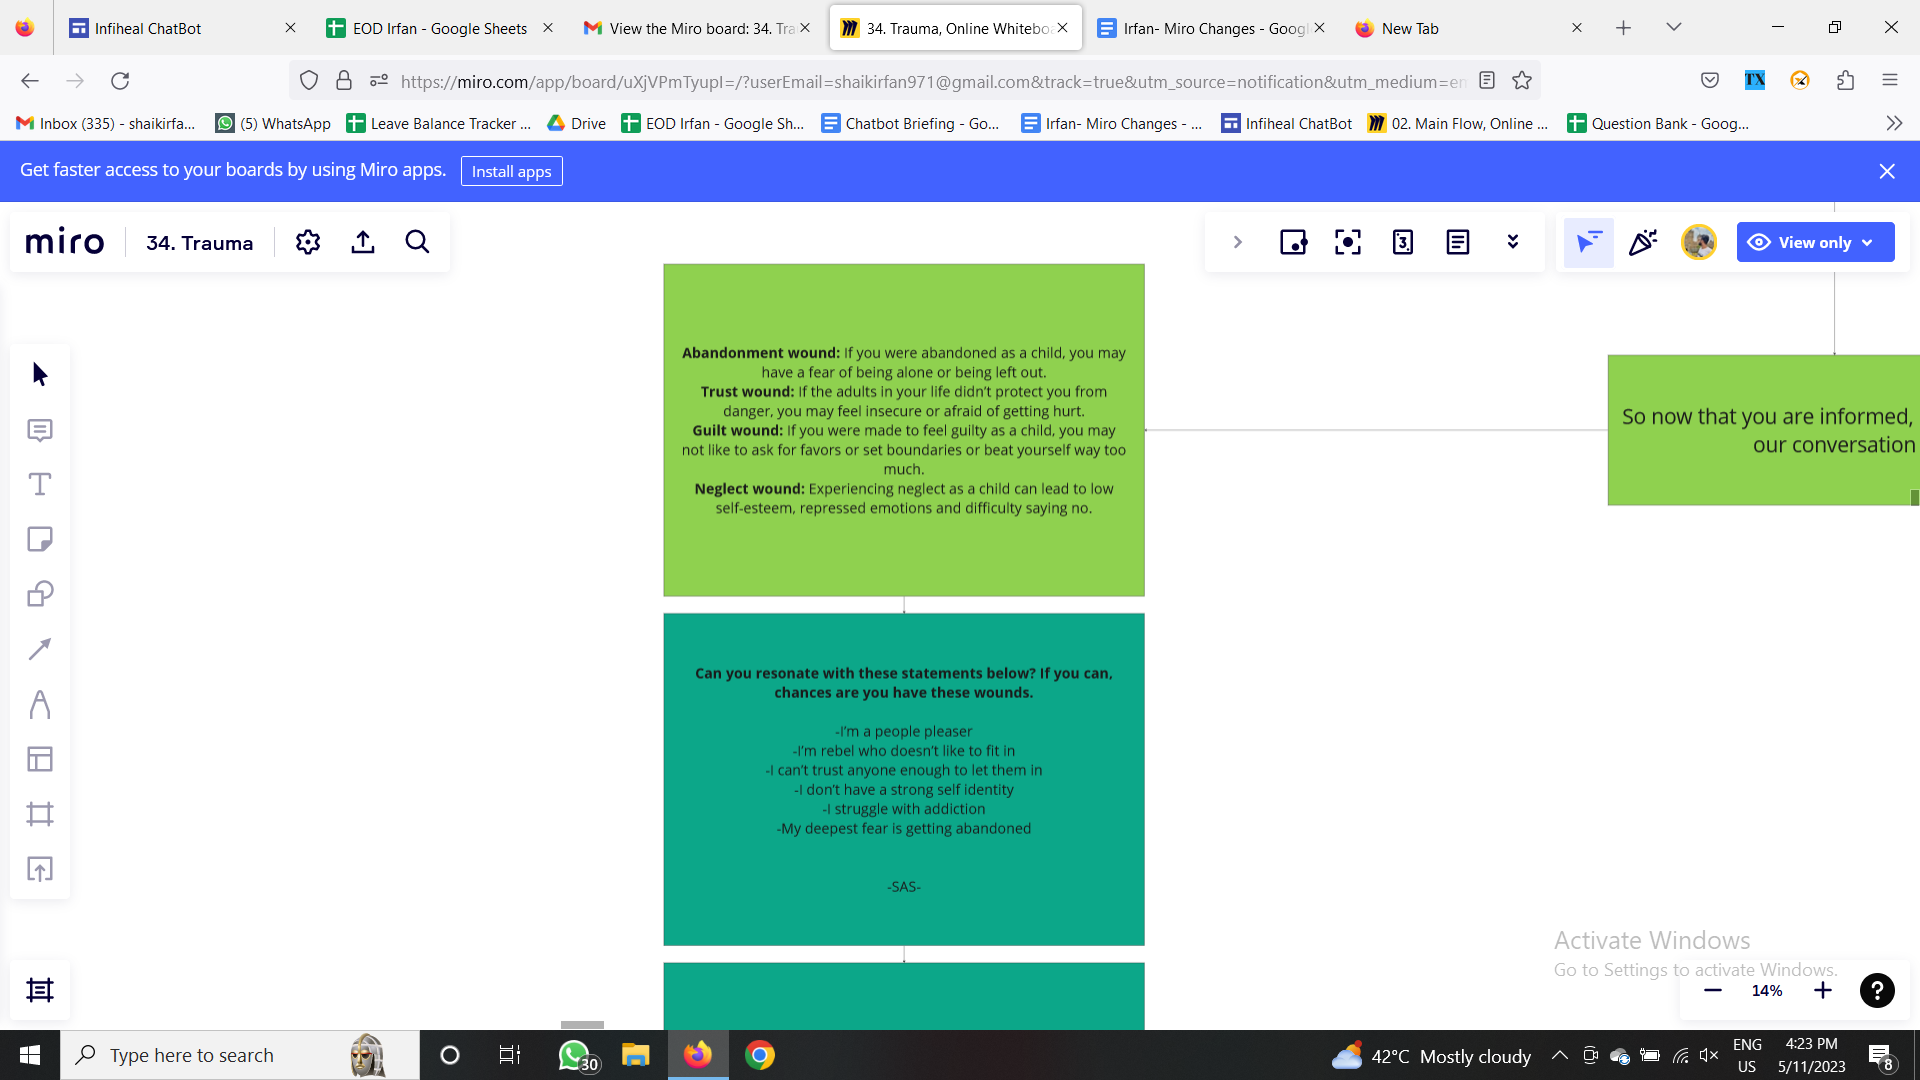 Infiheal ChatBot
EOD Irfan - Google Sheets
View the Miro board: 34. Tra
34. Trauma, Online Whiteboa
Irfan- Miro Changes - Googl
New Tab
https://miro.com/app/board/uXjVPmTyupI=/?userEmail=shaikirfan971@gmail.com&track=true&utm_source=notification&utm_medium=em
Inbox (335) - shaikirfa...
(5) WhatsApp
Leave Balance Tracker ...
Drive
EOD Irfan - Google Sh...
Chatbot Briefing - Go...
Irfan- Miro Changes - ...
Infiheal ChatBot
02. Main Flow, Online ...
Question Bank - Goog...
Get faster access to your boards by using Miro apps.
Install apps
miro
34. Trauma
View only
Abandonment wound: If you were abandoned as a child, you may
have a fear of being alone or being left out.
Trust wound: If the adults in your life didn't protect you from
danger, you may feel insecure or afraid of getting hurt.
Guilt wound: If you were made to feel guilty as a child, you may
not like to ask for favors or set boundaries or beat yourself way too
much.
Neglect wound: Experiencing neglect as a child can lead to low
self-esteem, repressed emotions and difficulty saying no.
So now that you are informed,
our conversation
Can you resonate with these statements below? If you can,
chances are you have these wounds.
-I'm a people pleaser
-I'm rebel who doesn't like to fit in
-I can't trust anyone enough to let them in
-I don't have a strong self identity
-I struggle with addiction
-My deepest fear is getting abandoned
-SAS-
Activate Windows
Go to Settings to activate Windows.
14%
Type here to search
30
42°C Mostly cloudy
ENG
US
4:23 PM
5/11/2023
8